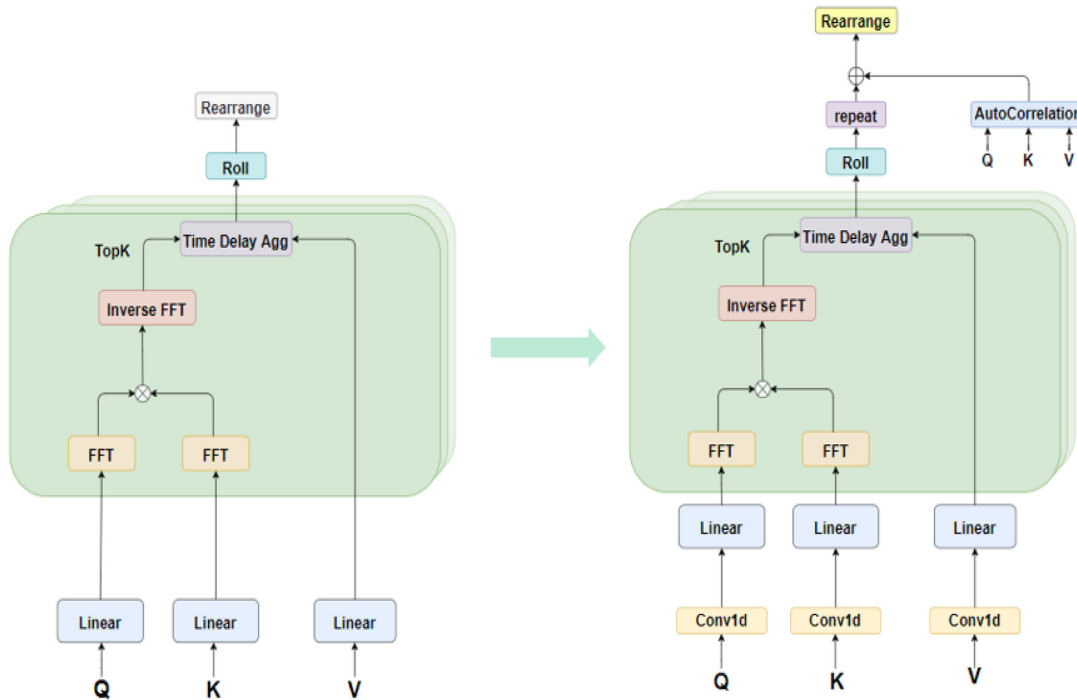 Rearrange
Roll
Time Delay Agg
TopK
Inverse FFT
FFT
FFT
Linear
Linear
Linear
Q
K
V
Rearrange
repeat
AutoCorrelation
Q
K
V
Roll
Time Delay Agg
TopK
Inverse FFT
FFT
FFT
Linear
Linear
Linear
Conv1d
Conv1d
Conv1d
Q
K
V